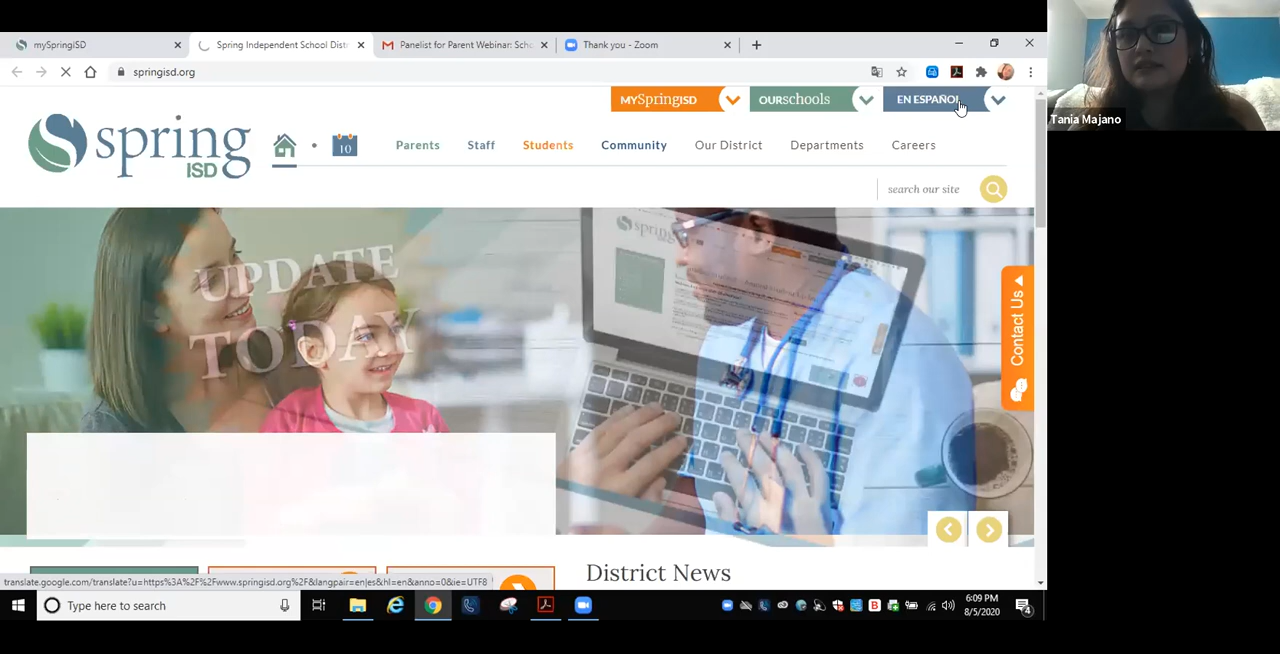 mySpringISD
Spring Independent School Distr
Panelist for Parent Webinar: Scho
Thank you - Zoom
springisd.org
MYSpringISD
OURschools
EN ESPAÑOL
Tania Majano
spring
ISD
10
Parents
Staff
Students
Community
Our District
Departments
Careers
search our site
UPDATE
TODAY
spring
Contact Us
District News
translate.google.com/translate?u=https%3A%2F%2Fwww.springisd.org%2F&langpair=en|es&hl=en&anno=0&ie=UTF8
Type here to search
6:09 PM
8/5/2020
4